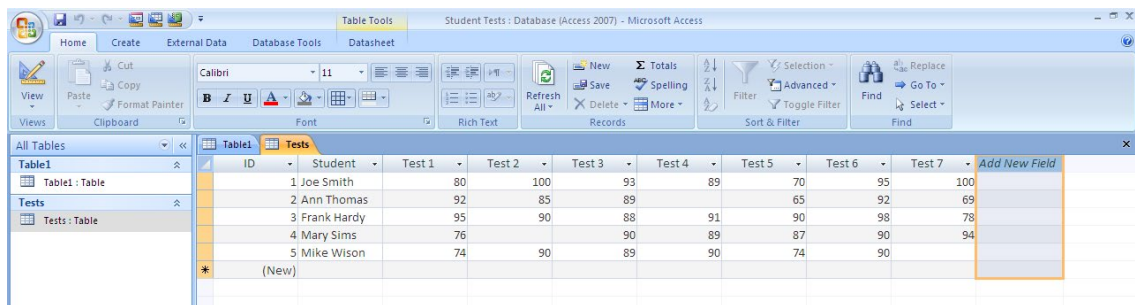 Table Tools Student Tests : Database (Access 2007) - Microsoft Access
Home Create External Data Database Tools Datasheet
View
Views
Paste
Cut
Copy
Format Painter
Clipboard
Calibri 11
B I U A
Font
ab
Rich Text
Refresh
All
New
Save
Delete
Σ Totals
ABC Spelling
More
Records
Filter
Selection
Advanced
Toggle Filter
Sort & Filter
Find
Replace
Go To
Select
Find
All Tables
Table1
Table1 : Table
Tests
Tests : Table
Table1 Tests
ID Student Test 1 Test 2 Test 3 Test 4 Test 5 Test 6 Test 7 Add New Field
1 Joe Smith 80 100 93 89 70 95 100
2 Ann Thomas 92 85 89 65 92 69
3 Frank Hardy 95 90 88 91 90 98 78
4 Mary Sims 76 90 89 87 90 94
5 Mike Wison 74 90 89 90 74 90
* (New)